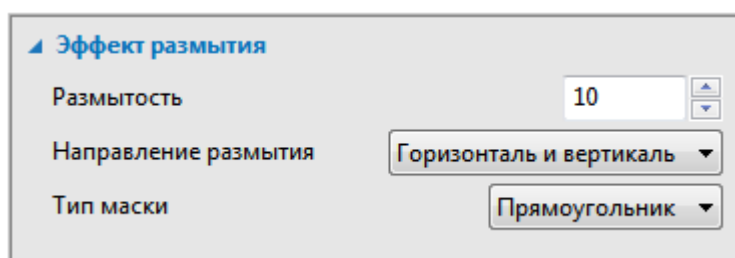 Эффект размытия
Размытость 10
Направление размытия Горизонталь и вертикаль
Тип маски Прямоугольник